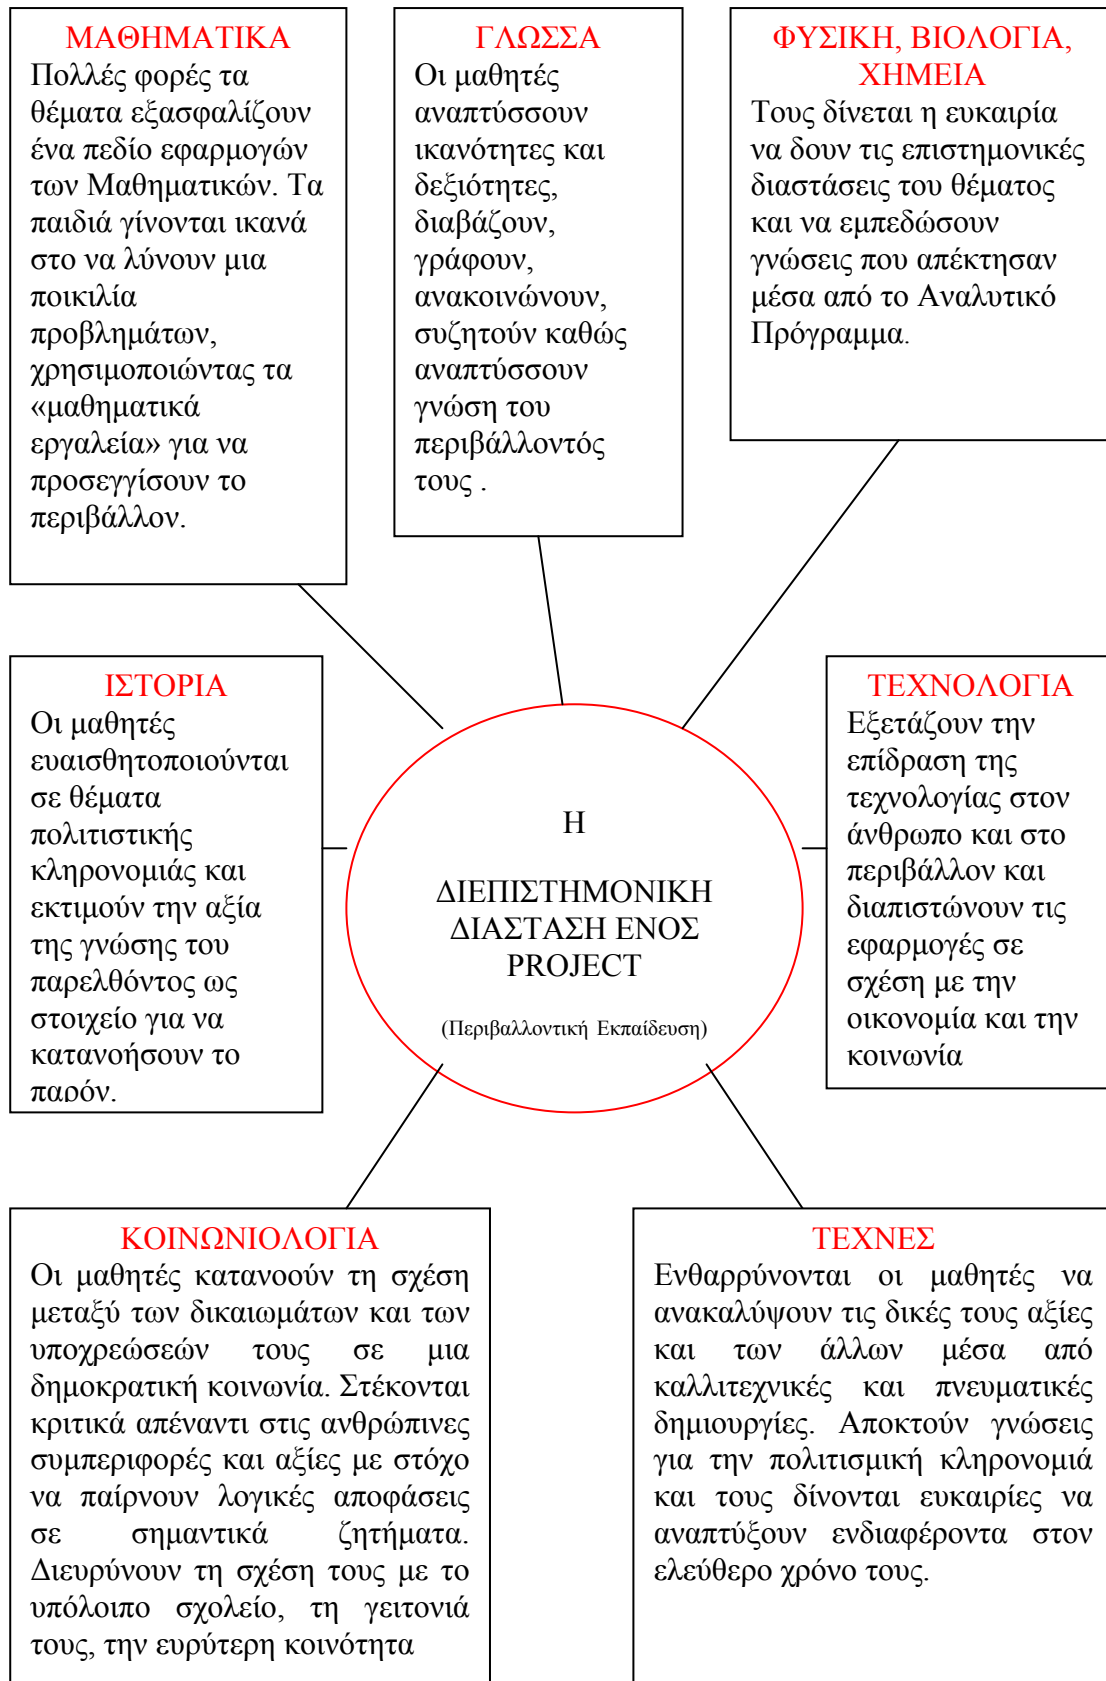 ΜΑΘΗΜΑΤΙΚΑ
Πολλές φορές τα
θέματα εξασφαλίζουν
ένα πεδίο εφαρμογών
των Μαθηματικών. Τα
παιδιά γίνονται ικανά
στο να λύνουν μια
ποικιλία
προβλημάτων,
χρησιμοποιώντας τα
«μαθηματικά
εργαλεία» για να
προσεγγίσουν το
περιβάλλον.
ΓΛΩΣΣΑ
Οι μαθητές
αναπτύσσουν
ικανότητες και
δεξιότητες,
διαβάζουν,
γράφουν,
ανακοινώνουν,
συζητούν καθώς
αναπτύσσουν
γνώση του
περιβάλλοντός
τους .
ΦΥΣΙΚΗ, ΒΙΟΛΟΓΙΑ,
ΧΗΜΕΙΑ
Τους δίνεται η ευκαιρία
να δουν τις επιστημονικές
διαστάσεις του θέματος
και να εμπεδώσουν
γνώσεις που απέκτησαν
μέσα από το Αναλυτικό
Πρόγραμμα.
ΙΣΤΟΡΙΑ
Οι μαθητές
ευαισθητοποιούνται
σε θέματα
πολιτιστικής
κληρονομιάς και
εκτιμούν την αξία
της γνώσης του
παρελθόντος ως
στοιχείο για να
κατανοήσουν το
παρόν.
Η
ΔΙΕΠΙΣΤΗΜΟΝΙΚΗ
ΔΙΑΣΤΑΣΗ ΕΝΟΣ
PROJECT
(Περιβαλλοντική Εκπαίδευση)
ΤΕΧΝΟΛΟΓΙΑ
Εξετάζουν την
επίδραση της
τεχνολογίας στον
άνθρωπο και στο
περιβάλλον και
διαπιστώνουν τις
εφαρμογές σε
σχέση με την
οικονομία και την
κοινωνία
ΚΟΙΝΩΝΙΟΛΟΓΙΑ
Οι μαθητές κατανοούν τη σχέση
μεταξύ των δικαιωμάτων και των
υποχρεώσεών τους σε μια
δημοκρατική κοινωνία. Στέκονται
κριτικά απέναντι στις ανθρώπινες
συμπεριφορές και αξίες με στόχο
να παίρνουν λογικές αποφάσεις
σε σημαντικά ζητήματα.
Διευρύνουν τη σχέση τους με το
υπόλοιπο σχολείο, τη γειτονιά
τους, την ευρύτερη κοινότητα
ΤΕΧΝΕΣ
Ενθαρρύνονται οι μαθητές να
ανακαλύψουν τις δικές τους αξίες
και των άλλων μέσα από
καλλιτεχνικές και πνευματικές
δημιουργίες. Αποκτούν γνώσεις
για την πολιτισμική κληρονομιά
και τους δίνονται ευκαιρίες να
αναπτύξουν ενδιαφέροντα στον
ελεύθερο χρόνο τους.